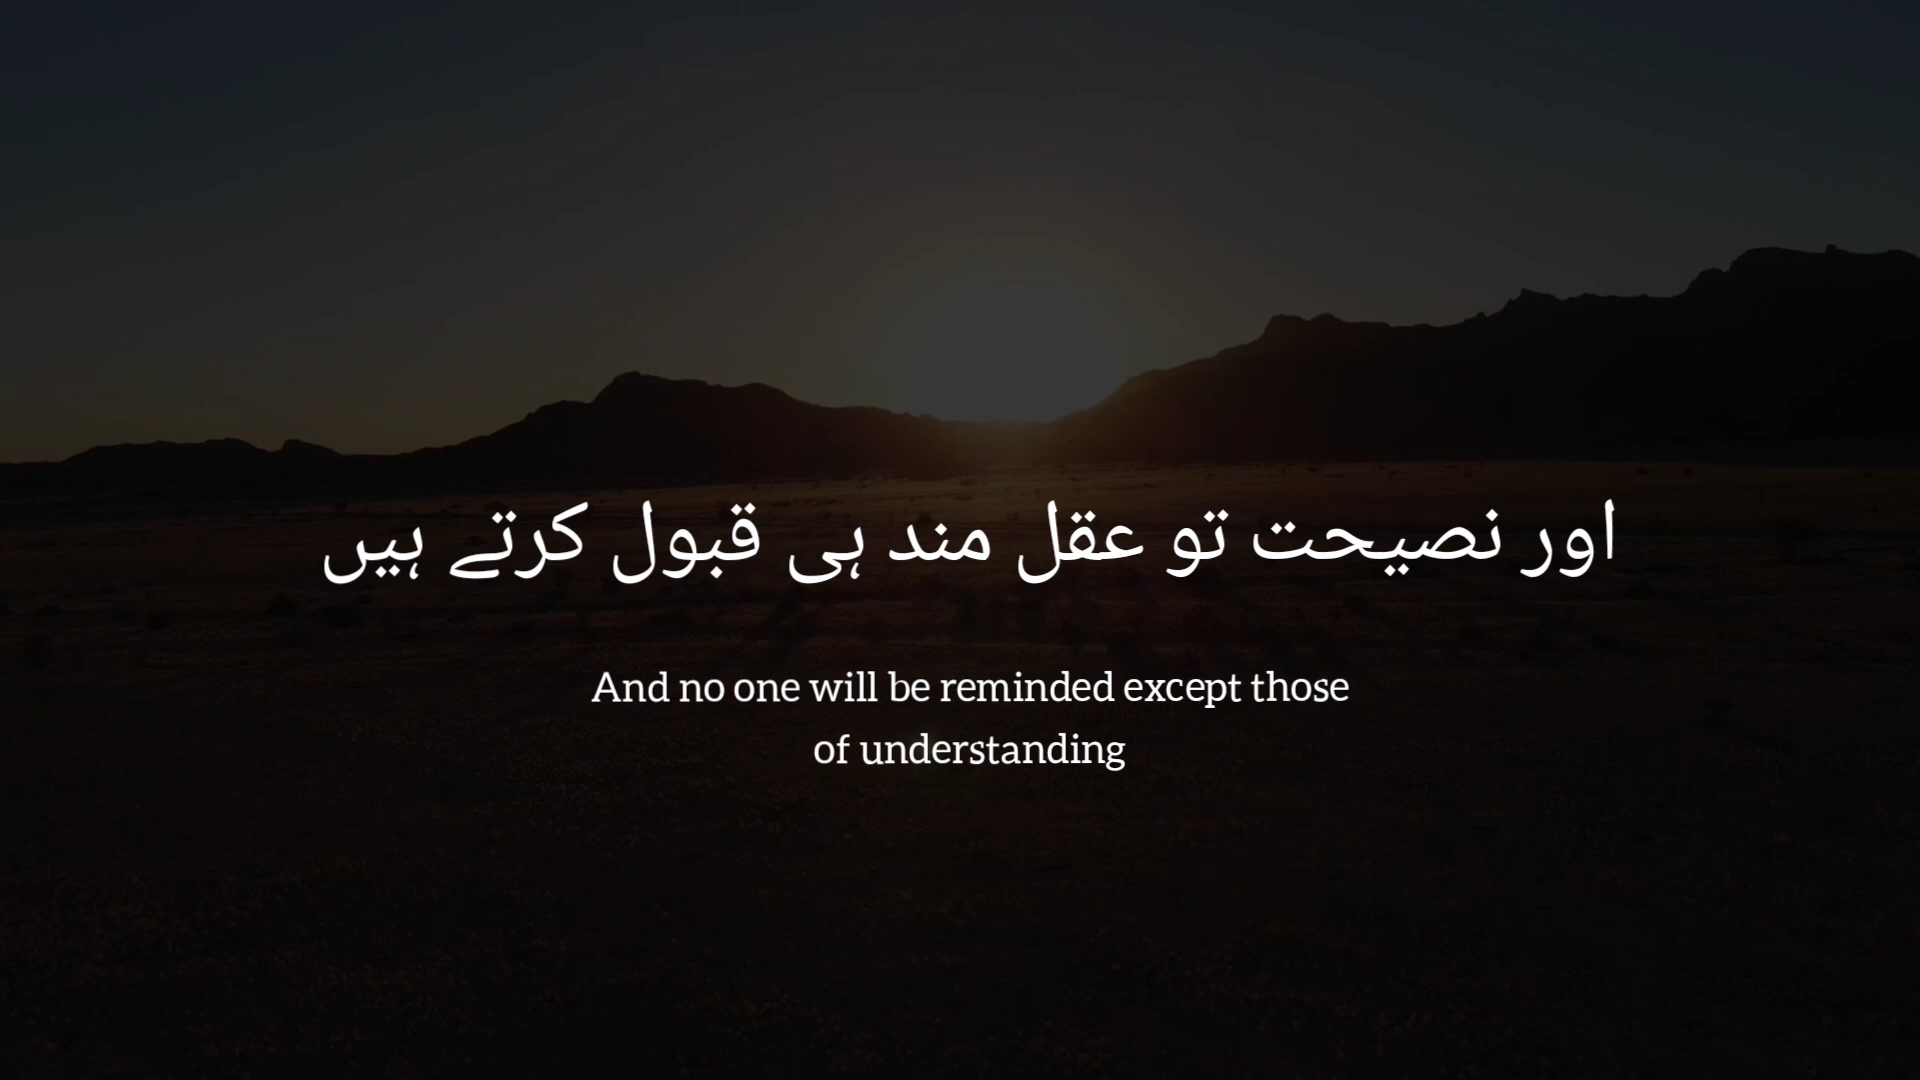 اور نصیحت تو عقل مند ہی قبول کرتے ہیں
And no one will be reminded except those
of understanding